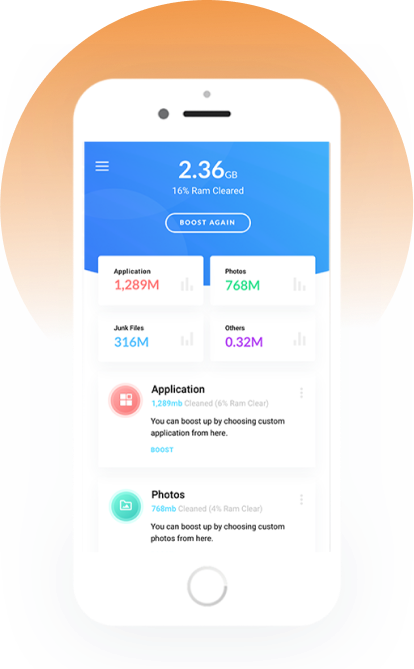 2.36GB
16% Ram Cleared
BOOST AGAIN
Application
1,289M
Photos
768M
Junk Files
316M
Others
0.32M
Application
1,289mb Cleaned (6% Ram Clear)
You can boost up by choosing custom
application from here.
BOOST
Photos
768mb Cleaned (4% Ram Clear)
You can boost up by choosing custom
photos from here.